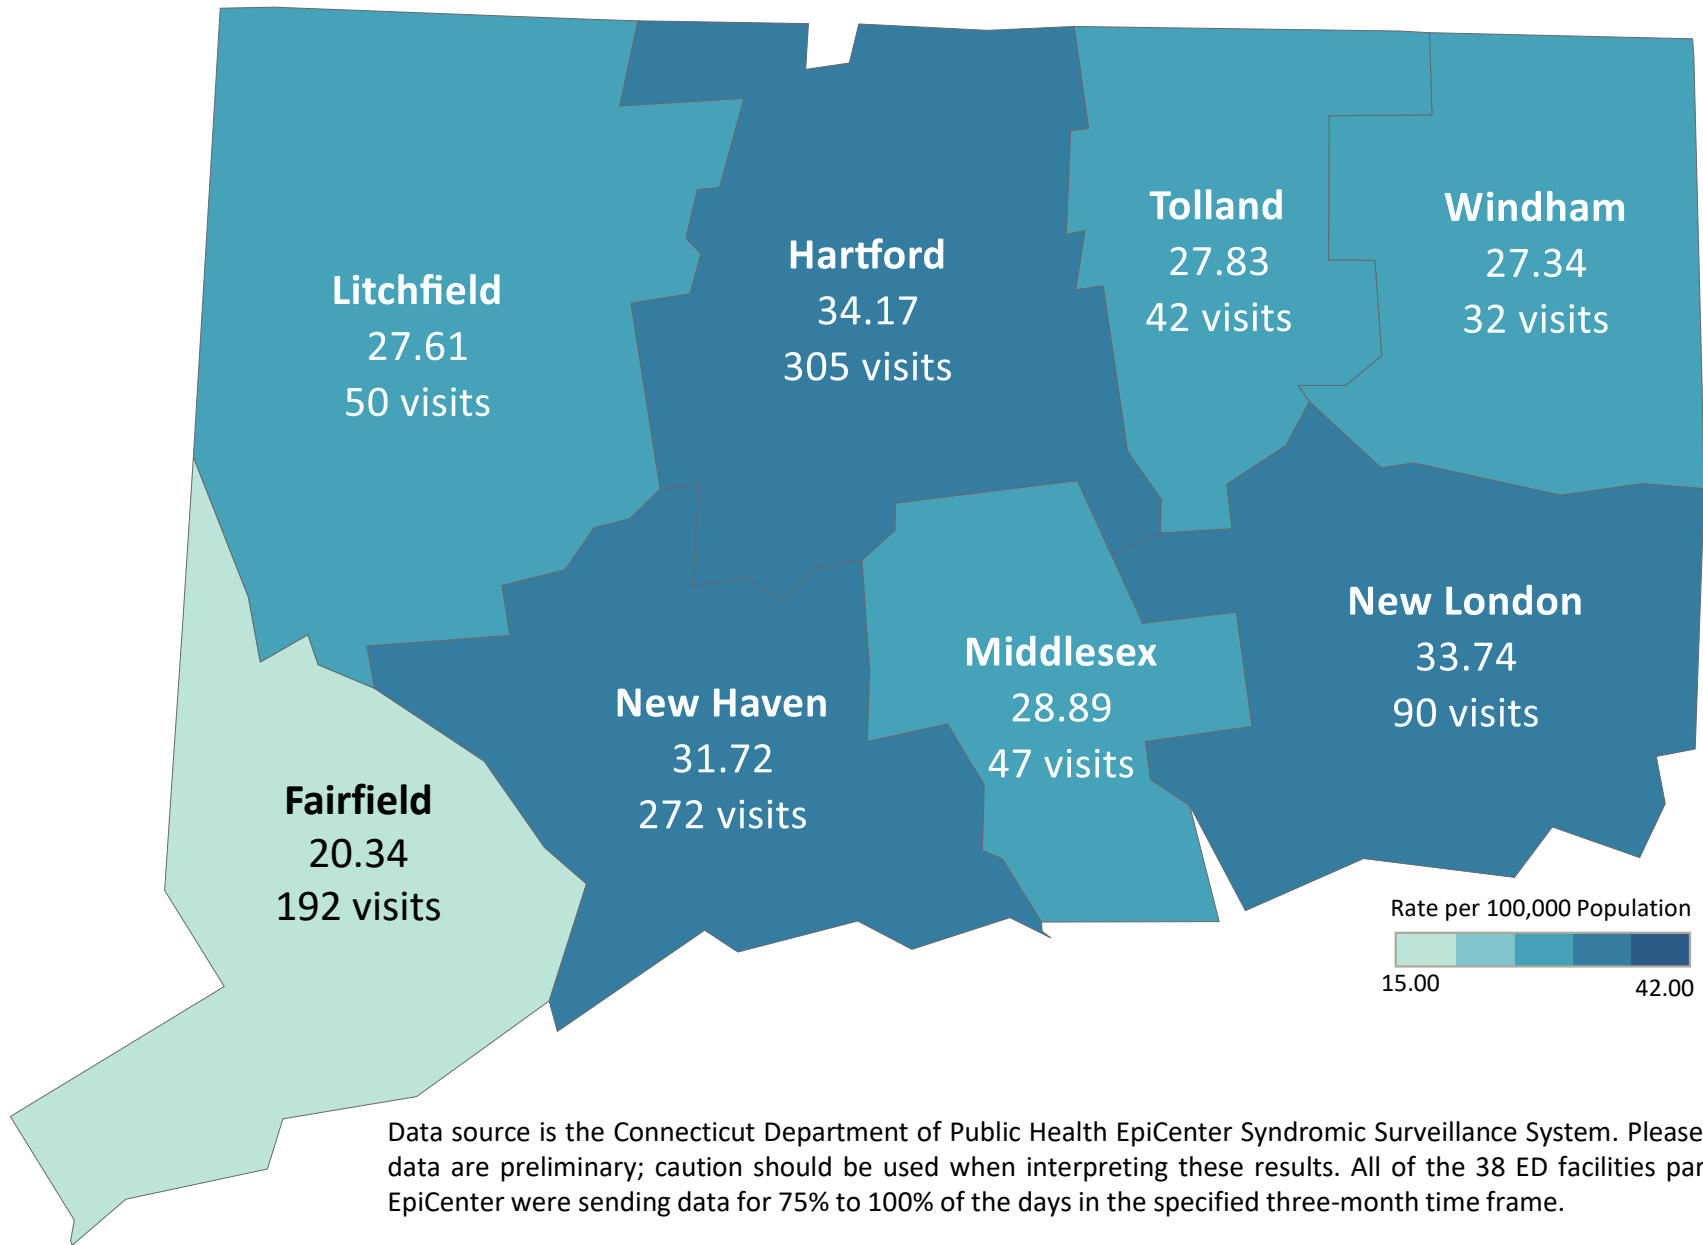 Litchfield
27.61
50 visits
Hartford
34.17
305 visits
Tolland
27.83
42 visits
Windham
27.34
32 visits
Fairfield
20.34
192 visits
New Haven
31.72
272 visits
Middlesex
28.89
47 visits
New London
33.74
90 visits
Rate per 100,000 Population
15.00
42.00
Data source is the Connecticut Department of Public Health EpiCenter Syndromic Surveillance System. Please
data are preliminary; caution should be used when interpreting these results. All of the 38 ED facilities par
EpiCenter were sending data for 75% to 100% of the days in the specified three-month time frame.